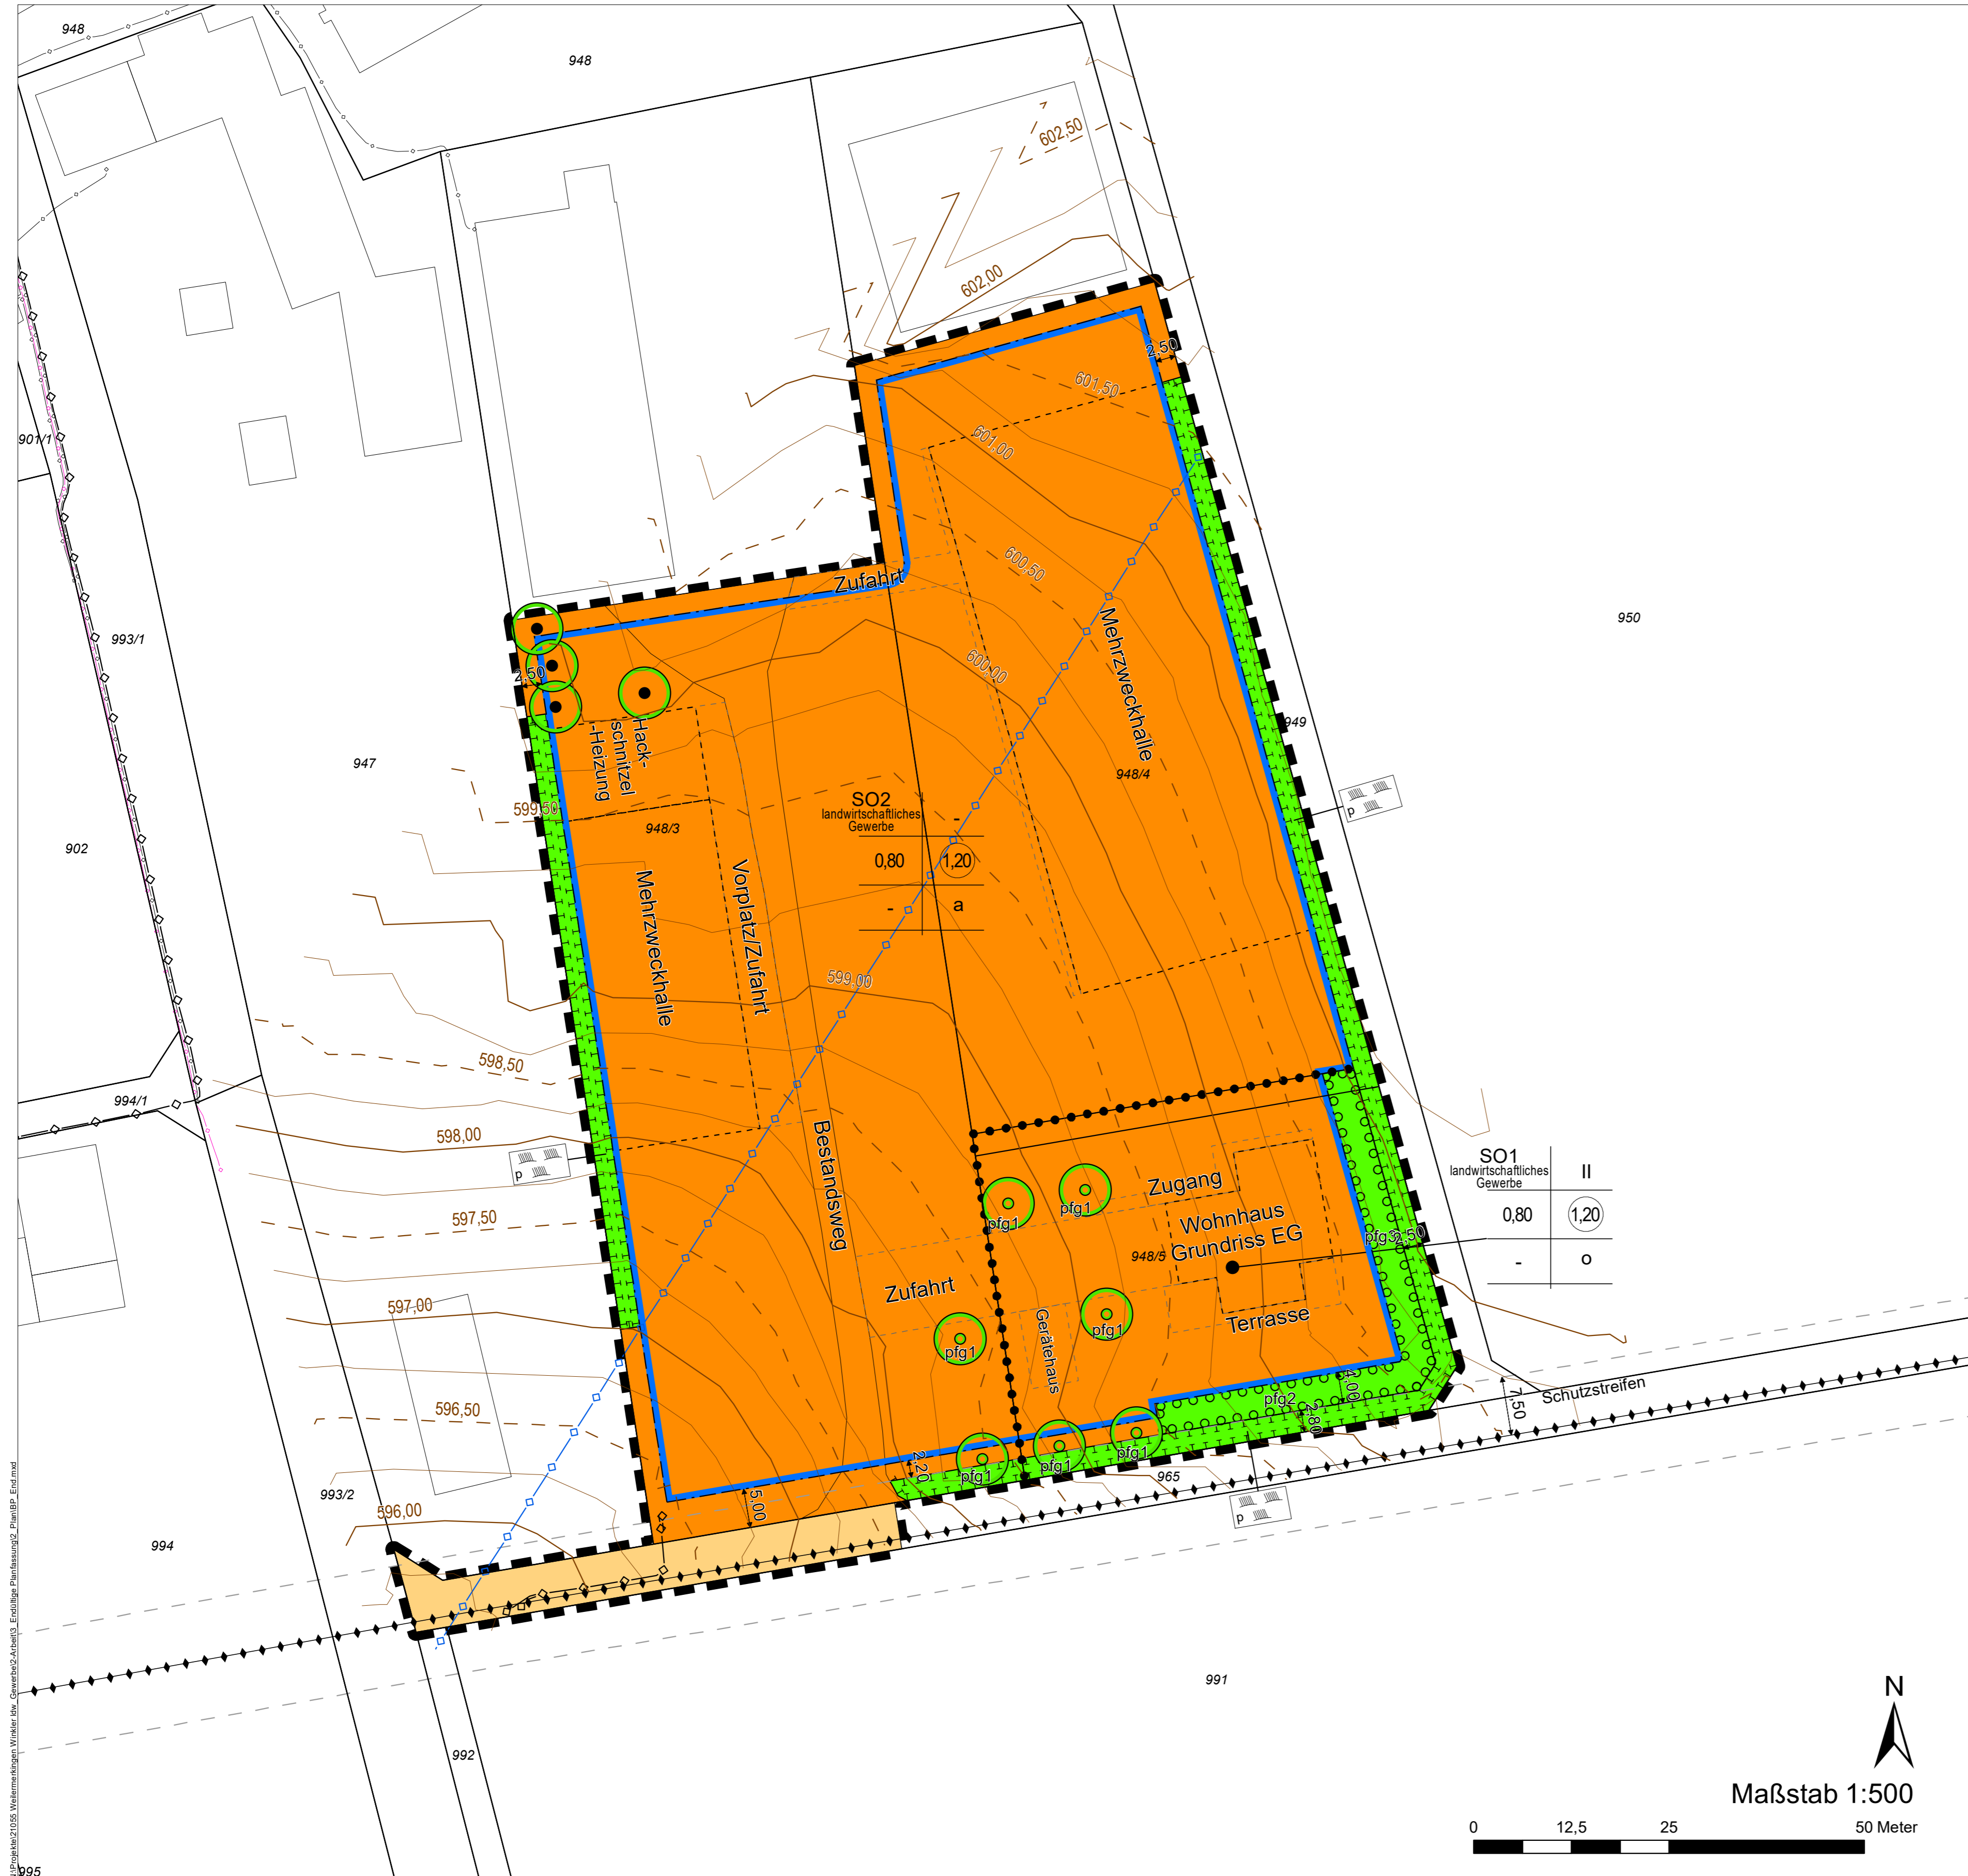 948
948
602,50
602,00
2,50
601,50
601,00
901/1
600,50
Zufahrt
993/1
950
600,00
Mehrzweckhalle
2,50
949
Hack-
schnitzel
-Heizung
947
948/4
p
599,50
SO2
landwirtschaftliches
Gewerbe
-
0,80
1,20
-
a
948/3
902
Mehrzweckhalle
Vorplatz/Zufahrt
599,00
598,50
994/1
598,00
Bestandsweg
p
SO1
landwirtschaftliches
Gewerbe
II
0,80
1,20
-
o
Zugang
pfg1
pfg1
597,50
Wohnhaus
Grundriss EG
948/5
pfg3
2,50
Zufahrt
597,00
Terrasse
pfg1
pfg1
Gerätehaus
596,50
pfg2
4,00
2,80
Schutzstreifen
7,50
pfg1
pfg1
pfg1
2,20
965
5,00
993/2
596,00
p
994
991
992
N
Maßstab 1:500
0
12,5
25
50 Meter
995